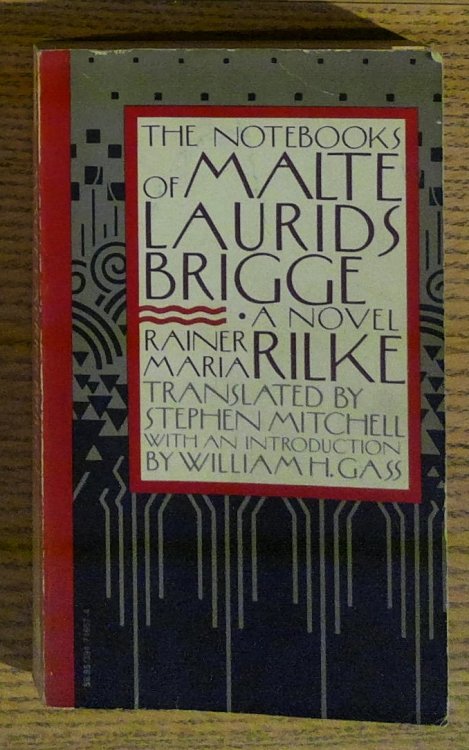 THE NOTEBOOKS
OF MALTE
LAURIDS
BRIGGE
· A NOVEL
RAINER
MARIA RILKE
TRANSLATED BY
STEPHEN MITCHELL
WITH AN INTRODUCTION
BY WILLIAM H. GASS